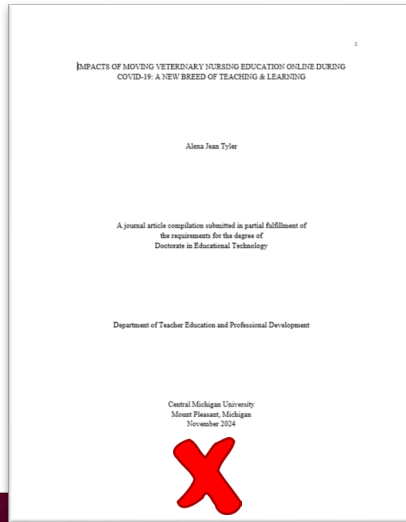 1
IMPACTS OF MOVING VETERINARY NURSING EDUCATION ONLINE DURING
COVID-19: A NEW BREED OF TEACHING & LEARNING
Alexa Jean Tyler
A journal article compilation submitted in partial fulfillment of
the requirements for the degree of
Doctorate in Educational Technology
Department of Teacher Education and Professional Development
Central Michigan University
Mount Pleasant, Michigan
November 2024